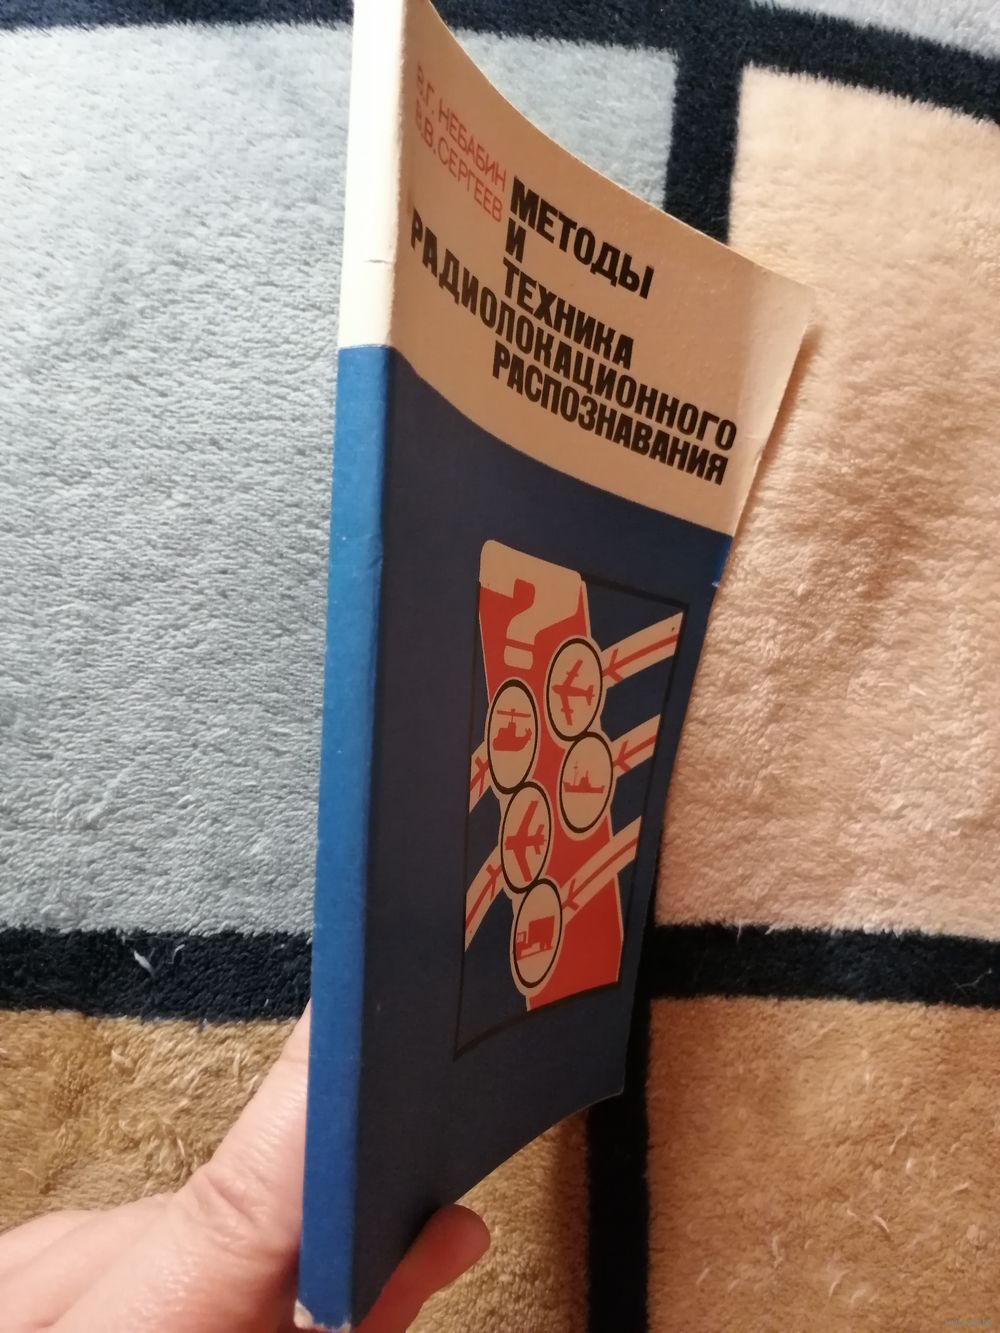 В.Г. НЕБАБИН
В.В. СЕРГЕЕВ
МЕТОДЫ
И
ТЕХНИКА
РАДИОЛОКАЦИОННОГО
РАСПОЗНАВАНИЯ
?